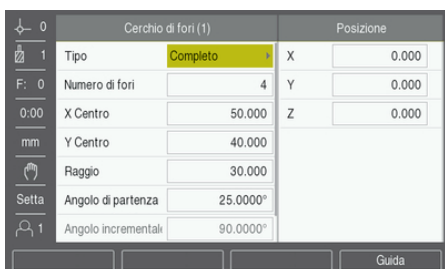 0 Cerchio di fori (1) Posizione
1 Tipo Completo X 0.000
F: 0 Numero di fori 4 Y 0.000
0:00 X Centro 50.000 Z 0.000
mm Y Centro 40.000
Raggio 30.000
Setta Angolo di partenza 25.0000°
1 Angolo incrementale 90.0000°
Guida